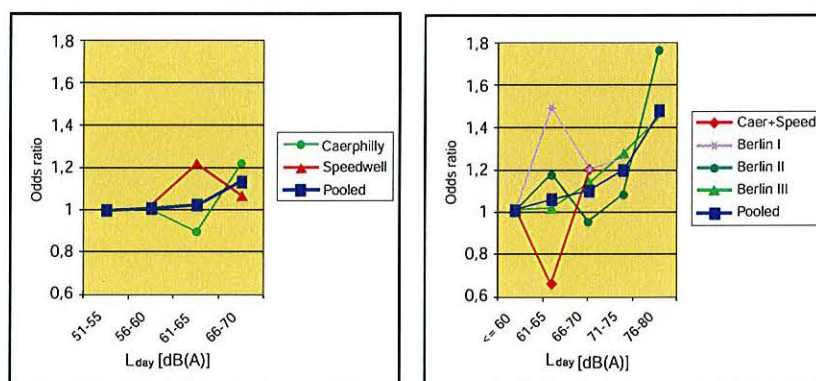 1,8
1,6
1,4
1,2
1
0,8
0,6
Odds ratio
51-55
56-60
61-65
66-70
Lday [dB(A)]
Caerphilly
Speedwell
Pooled
1,8
1,6
1,4
1,2
1
0,8
0,6
Odds ratio
<= 60
61-65
66-70
71-75
76-80
Lday [dB(A)]
Caer+Speed
Berlin I
Berlin II
Berlin III
Pooled